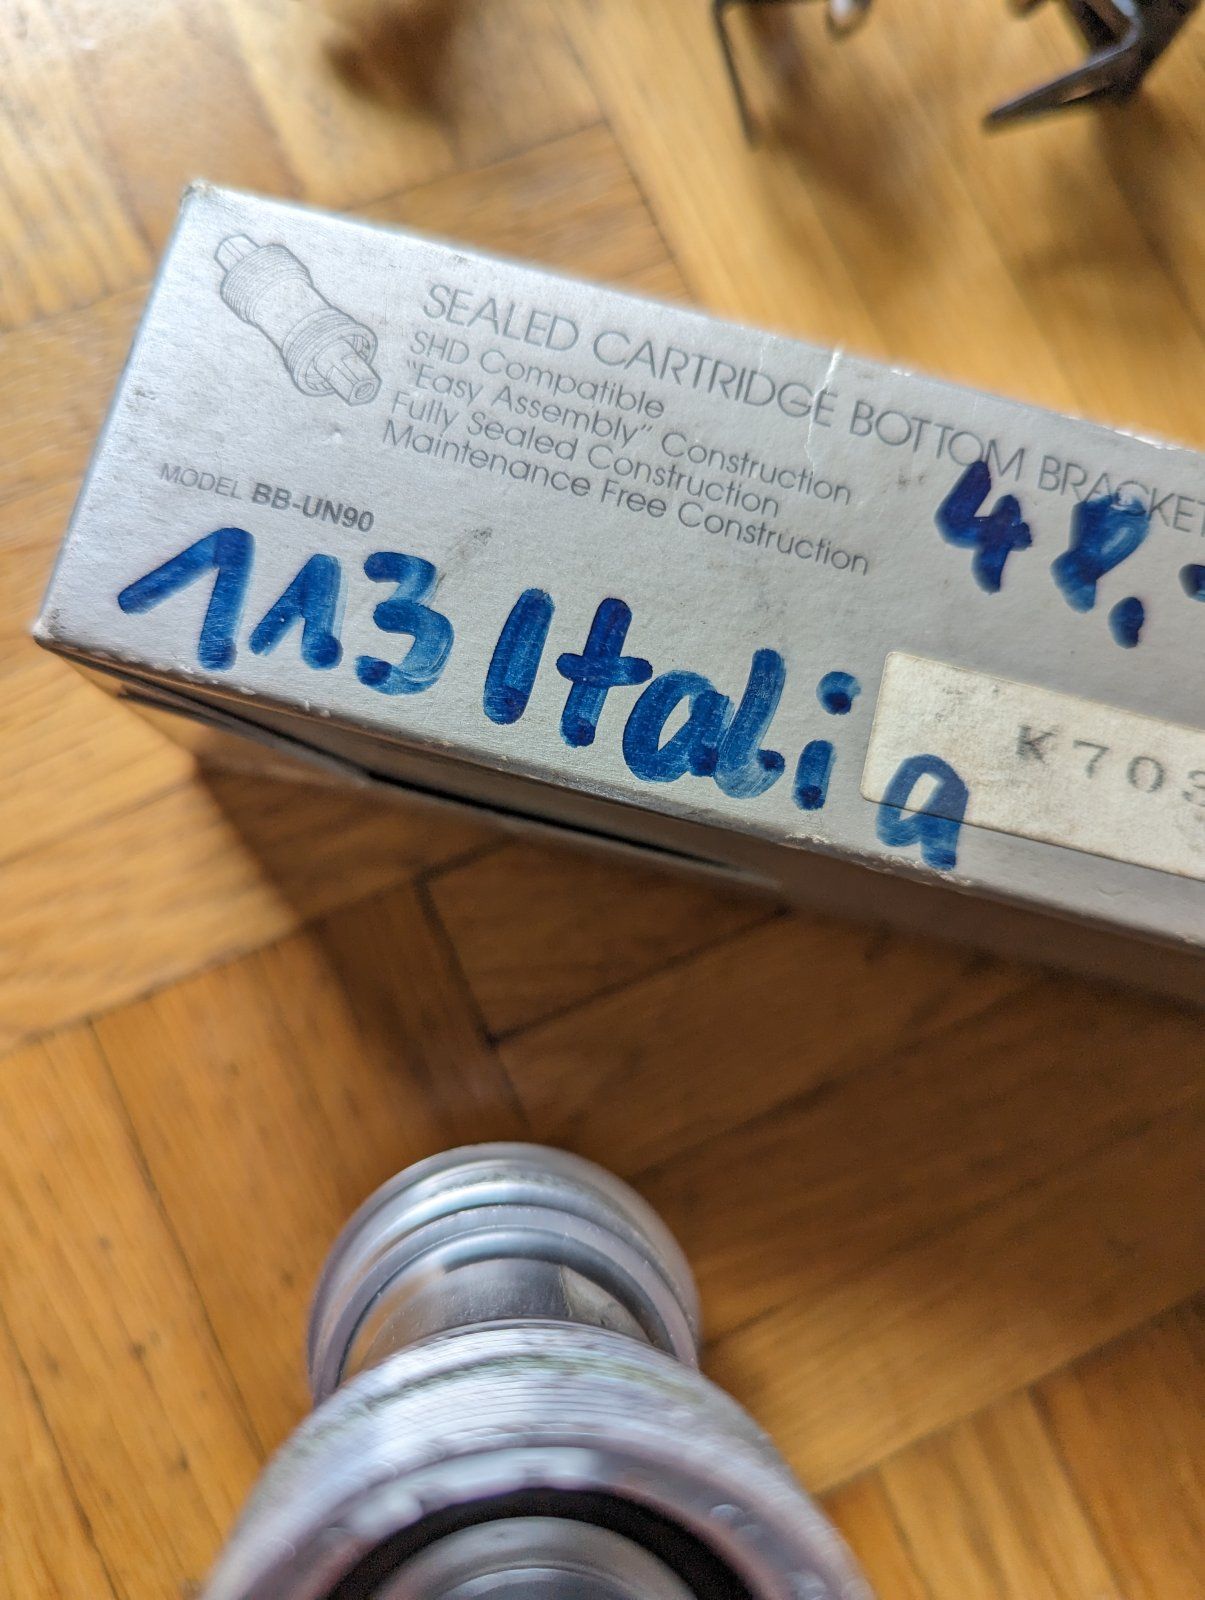 SEALED CARTRIDGE BOTTOM BRACKET
SHD Compatible
"Easy Assembly" Construction
Fully Sealed Construction
Maintenance Free Construction
MODEL BB-UN90
48.-
113 Italia
K703